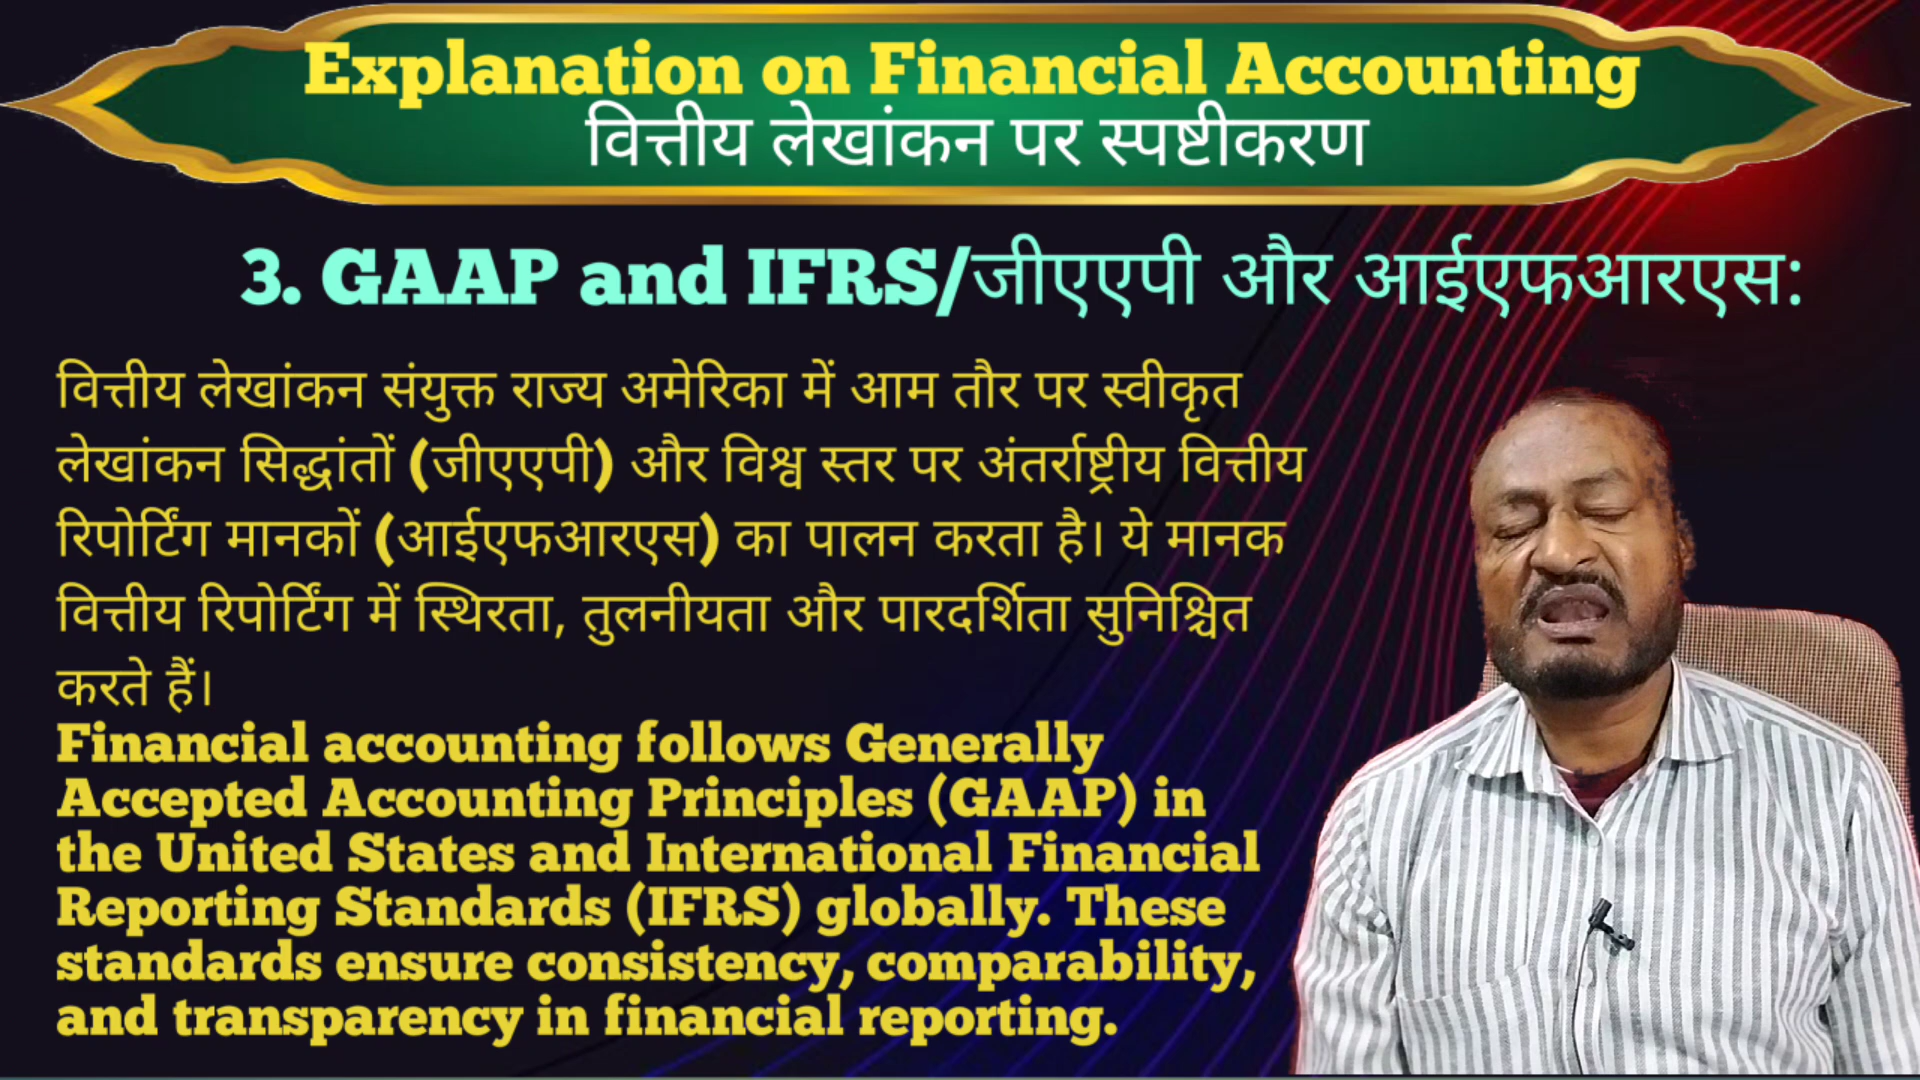 Explanation on Financial Accounting
वित्तीय लेखांकन पर स्पष्टीकरण
3. GAAP and IFRS/जीएएपी और आईएफआरएस:
वित्तीय लेखांकन संयुक्त राज्य अमेरिका में आम तौर पर स्वीकृत
लेखांकन सिद्धांतों (जीएएपी) और विश्व स्तर पर अंतर्राष्ट्रीय वित्तीय
रिपोर्टिंग मानकों (आईएफआरएस) का पालन करता है। ये मानक
वित्तीय रिपोर्टिंग में स्थिरता, तुलनीयता और पारदर्शिता सुनिश्चित
करते हैं।
Financial accounting follows Generally
Accepted Accounting Principles (GAAP) in
the United States and International Financial
Reporting Standards (IFRS) globally. These
standards ensure consistency, comparability,
and transparency in financial reporting.